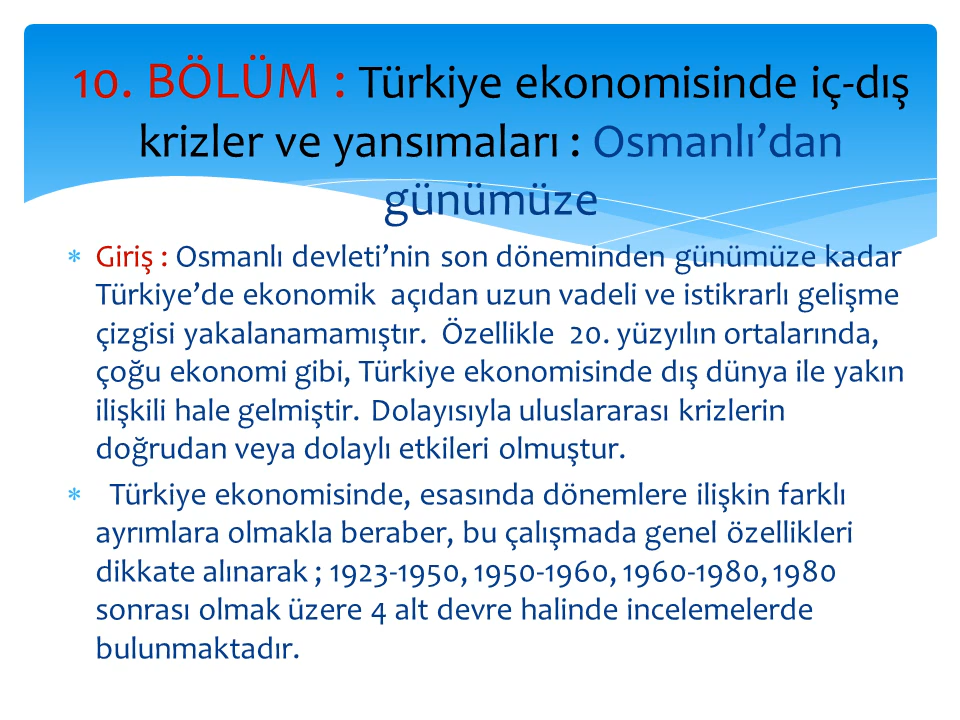 10. BÖLÜM : Türkiye ekonomisinde iç-dış
krizler ve yansımaları : Osmanlı’dan
günümüze
* Giriş : Osmanlı devleti’nin son döneminden günümüze kadar
Türkiye’de ekonomik açıdan uzun vadeli ve istikrarlı gelişme
çizgisi yakalanamamıştır. Özellikle 20. yüzyılın ortalarında,
çoğu ekonomi gibi, Türkiye ekonomisinde dış dünya ile yakın
ilişkili hale gelmiştir. Dolayısıyla uluslararası krizlerin
doğrudan veya dolaylı etkileri olmuştur.
* Türkiye ekonomisinde, esasında dönemlere ilişkin farklı
ayrımlara olmakla beraber, bu çalışmada genel özellikleri
dikkate alınarak ; 1923-1950, 1950-1960, 1960-1980, 1980
sonrası olmak üzere 4 alt devre halinde incelemelerde
bulunmaktadır.